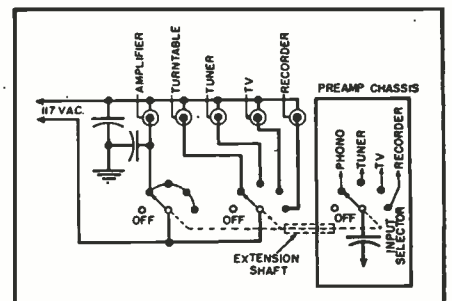 AMPLIFIER
TURNTABLE
TUNER
TV
RECORDER
117 VAC.
PREAMP CHASSIS
PHONO
TUNER
TV
RECORDER
OFF
OFF
OFF
INPUT
SELECTOR
EXTENSION
SHAFT